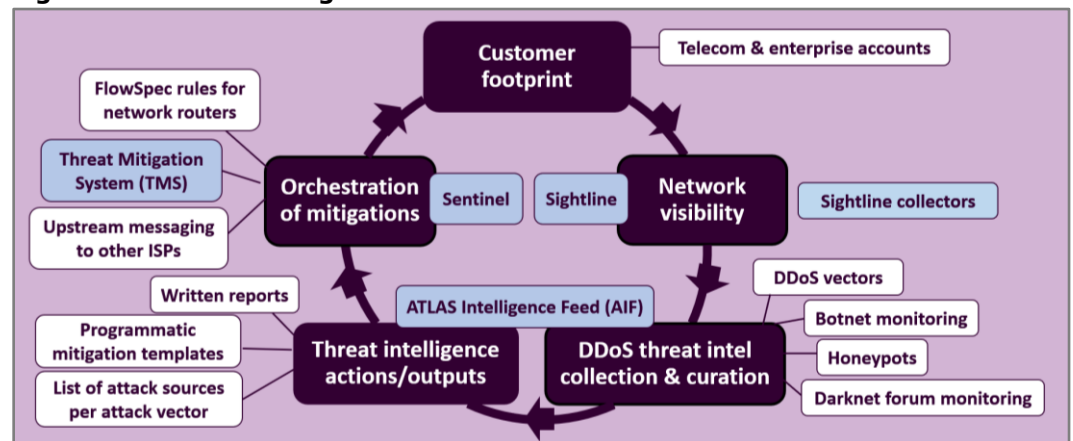 Customer
footprint
Telecom & enterprise accounts
FlowSpec rules for
network routers
Threat Mitigation
System (TMS)
Upstream messaging
to other ISPs
Orchestration
of mitigations
Sentinel
Sightline
Network
visibility
Sightline collectors
Written reports
Programmatic
mitigation templates
List of attack sources
per attack vector
ATLAS Intelligence Feed (AIF)
Threat intelligence
actions/outputs
DDoS threat intel
collection & curation
DDoS vectors
Botnet monitoring
Honeypots
Darknet forum monitoring